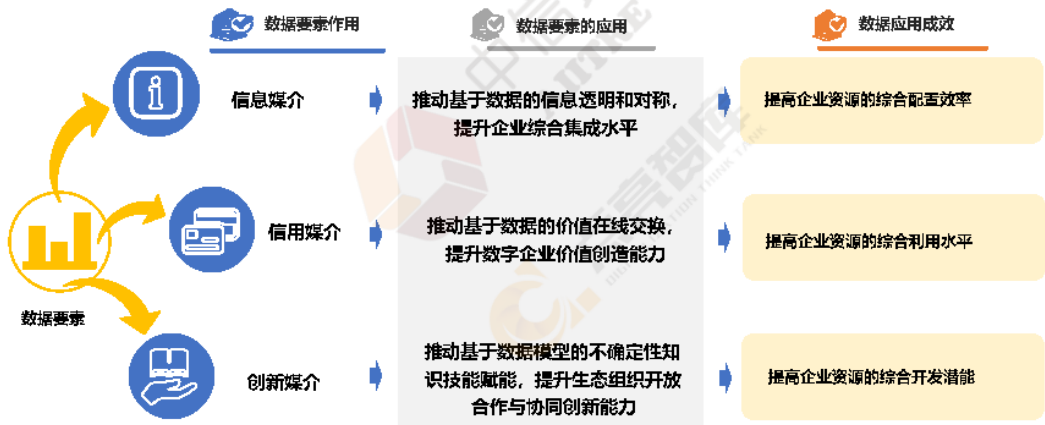 数据要素作用
数据要素的应用
数据应用成效
信息媒介
推动基于数据的信息透明和对称，
提升企业综合集成水平
提高企业资源的综合配置效率
信用媒介
推动基于数据的价值在线交换，
提升数字企业价值创造能力
提高企业资源的综合利用水平
数据要素
创新媒介
推动基于数据模型的不确定性知
识技能赋能，提升生态组织开放
合作与协同创新能力
提高企业资源的综合开发潜能